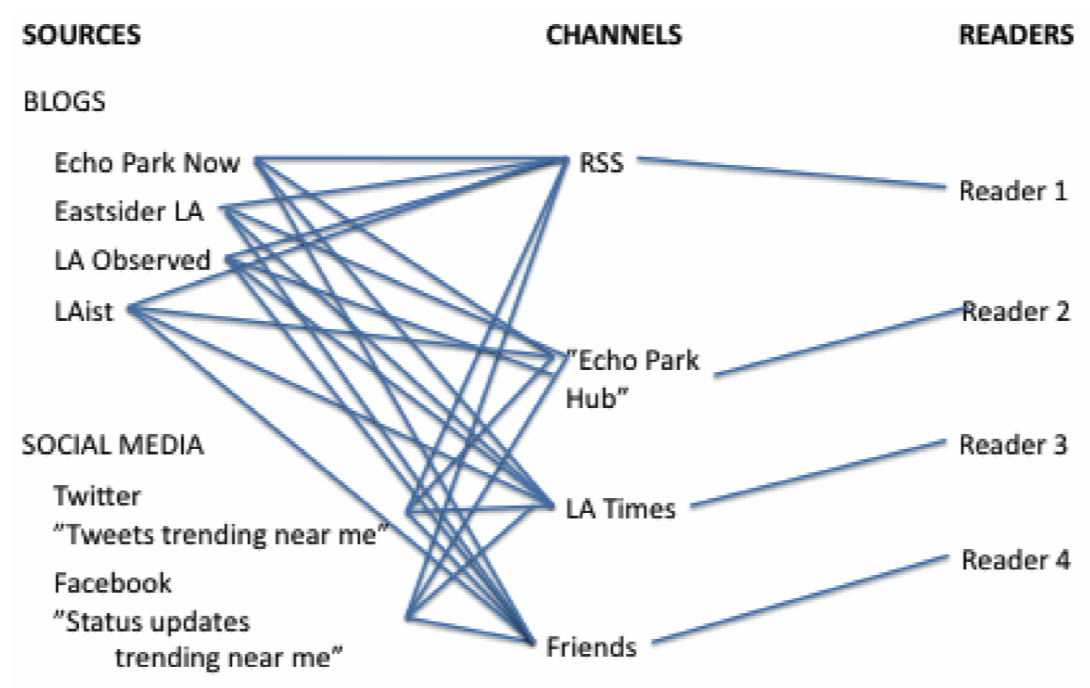 SOURCES
CHANNELS
READERS
BLOGS
Echo Park Now
Eastsider LA
LA Observed
LAist
SOCIAL MEDIA
Twitter
”Tweets trending near me”
Facebook
”Status updates
trending near me”
RSS
”Echo Park
Hub”
LA Times
Friends
Reader 1
Reader 2
Reader 3
Reader 4